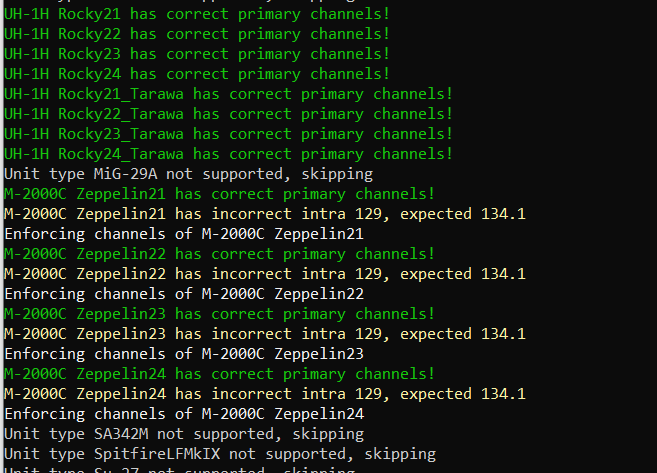 UH-1H Rocky21 has correct primary channels!
UH-1H Rocky22 has correct primary channels!
UH-1H Rocky23 has correct primary channels!
UH-1H Rocky24 has correct primary channels!
UH-1H Rocky21_Tarawa has correct primary channels!
UH-1H Rocky22_Tarawa has correct primary channels!
UH-1H Rocky23_Tarawa has correct primary channels!
UH-1H Rocky24_Tarawa has correct primary channels!
Unit type MiG-29A not supported, skipping
M-2000C Zeppelin21 has correct primary channels!
M-2000C Zeppelin21 has incorrect intra 129, expected 134.1
Enforcing channels of M-2000C Zeppelin21
M-2000C Zeppelin22 has correct primary channels!
M-2000C Zeppelin22 has incorrect intra 129, expected 134.1
Enforcing channels of M-2000C Zeppelin22
M-2000C Zeppelin23 has correct primary channels!
M-2000C Zeppelin23 has incorrect intra 129, expected 134.1
Enforcing channels of M-2000C Zeppelin23
M-2000C Zeppelin24 has correct primary channels!
M-2000C Zeppelin24 has incorrect intra 129, expected 134.1
Enforcing channels of M-2000C Zeppelin24
Unit type SA342M not supported, skipping
Unit type SpitfireLFMkIX not supported, skipping
Unit type Su-27 not supported, skipping